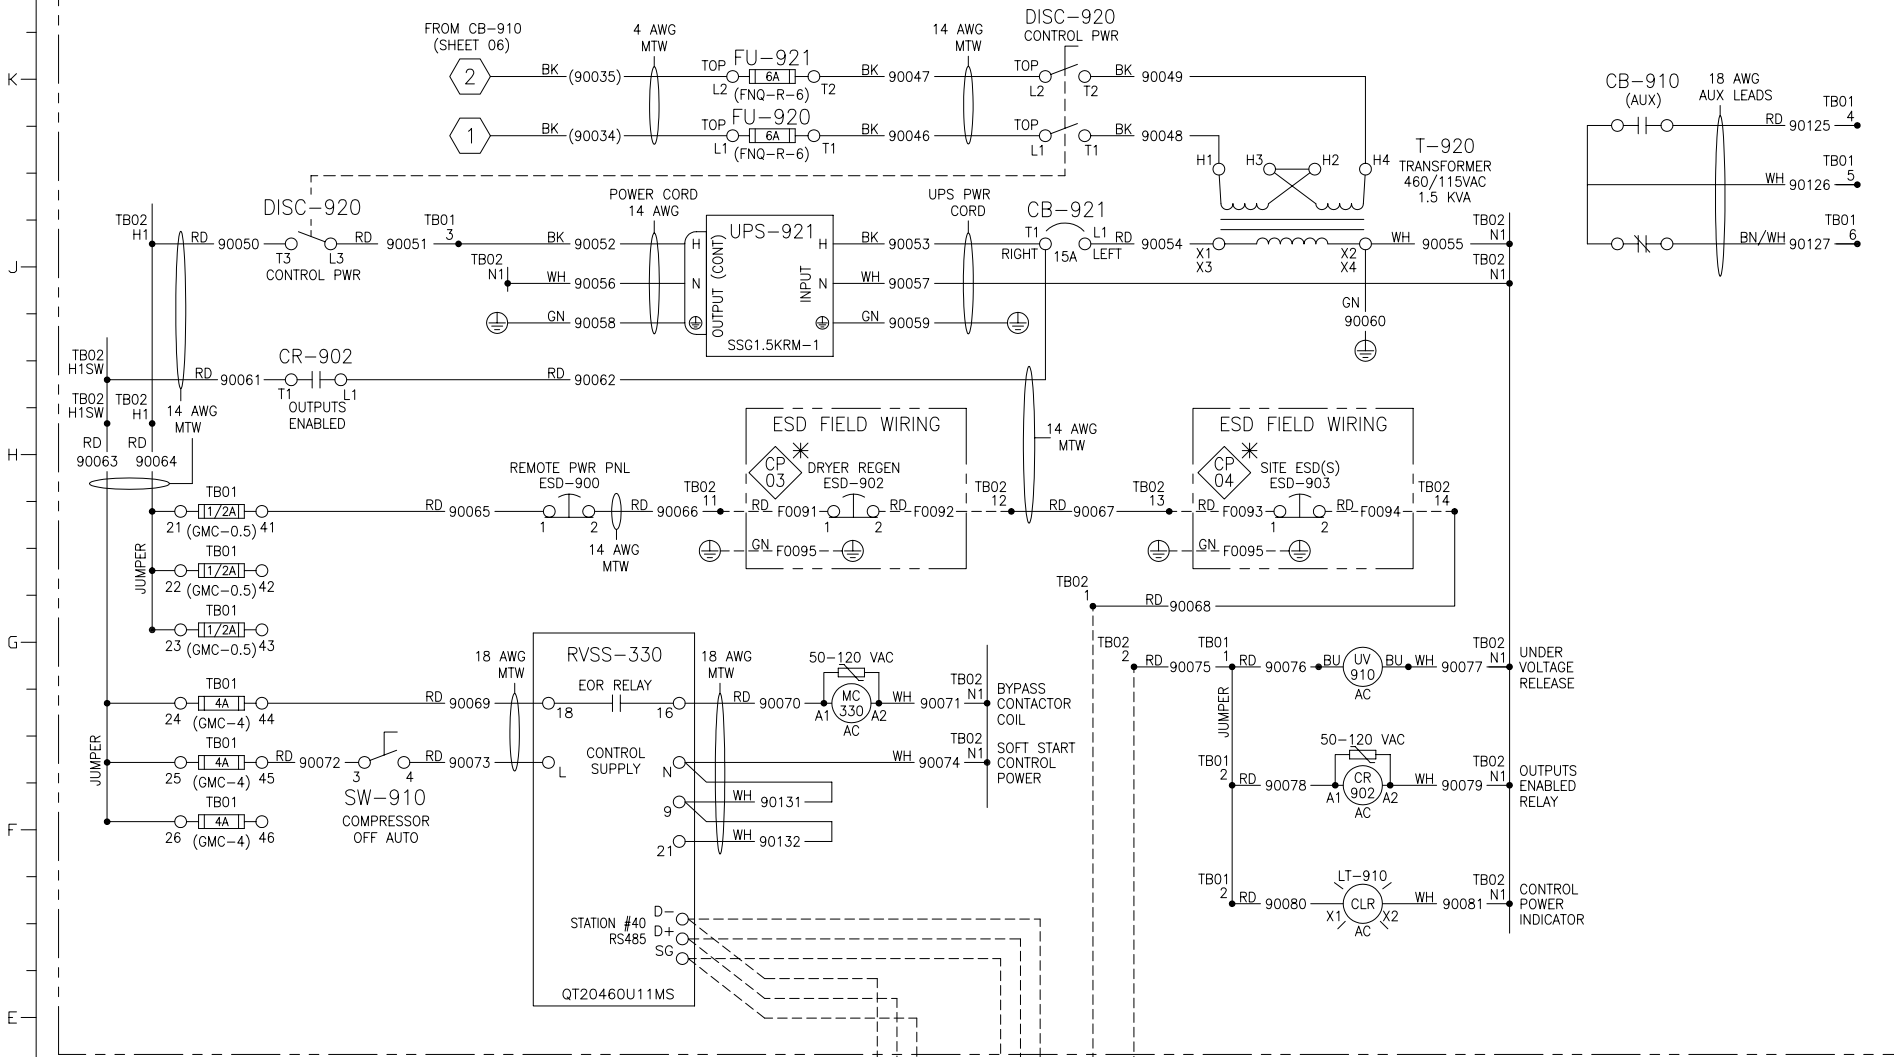 DISC-920
CONTROL PWR
FROM CB-910
(SHEET 06)
4 AWG
MTW
14 AWG
MTW
K
2
BK
(90035)
TOP
L2
FU-921
6A
(FNQ-R-6)
T2
BK 90047
TOP
L2
T2
BK 90049
1
BK
(90034)
TOP
L1
FU-920
6A
(FNQ-R-6)
T1
BK 90046
TOP
L1
T1
BK 90048
CB-910
(AUX)
18 AWG
AUX LEADS
TB01
4
RD 90125
TB01
5
WH 90126
TB01
6
BN/WH 90127
H1
H3
H2
H4
T-920
TRANSFORMER
460/115VAC
1.5 KVA
X1
X3
X2
X4
WH 90055
TB02
N1
TB02
N1
GN
90060
J
TB02
H1
RD 90050
DISC-920
T3
L3
CONTROL PWR
RD 90051
TB01
3
POWER CORD
14 AWG
BK 90052
TB02
N1
WH 90056
GN 90058
UPS-921
H
N
OUTPUT (CONT)
INPUT
H
N
SSG1.5KRM-1
UPS PWR
CORD
BK 90053
WH 90057
GN 90059
CB-921
T1
L1
RIGHT
15A
LEFT
RD 90054
TB02
H1SW
RD 90061
CR-902
T1
L1
OUTPUTS
ENABLED
RD 90062
TB02
H1SW
TB02
H1
14 AWG
MTW
H
RD
90063
RD
90064
14 AWG
MTW
TB01
1/2A
21
(GMC-0.5)
41
RD 90065
REMOTE PWR PNL
ESD-900
1
2
14 AWG
MTW
RD 90066
TB02
11
ESD FIELD WIRING
CP
03
DRYER REGEN
ESD-902
RD F0091
1
2
RD F0092
GN F0095
TB02
12
RD 90067
TB02
13
ESD FIELD WIRING
CP
04
SITE ESD(S)
ESD-903
RD F0093
1
2
RD F0094
GN F0095
TB02
14
JUMPER
TB01
1/2A
22
(GMC-0.5)
42
TB01
1/2A
23
(GMC-0.5)
43
TB02
1
RD 90068
G
TB02
2
RD 90075
TB01
1
RD 90076
BU
UV
910
AC
BU
WH 90077
TB02
N1
UNDER
VOLTAGE
RELEASE
JUMPER
TB01
4A
24
(GMC-4)
44
RD 90069
18 AWG
MTW
RVSS-330
EOR RELAY
18
16
18 AWG
MTW
RD 90070
50-120 VAC
A1
MC
330
AC
A2
WH 90071
TB02
N1
BYPASS
CONTACTOR
COIL
JUMPER
TB01
4A
25
(GMC-4)
45
RD 90072
3
4
SW-910
COMPRESSOR
OFF AUTO
RD 90073
L
CONTROL
SUPPLY
N
WH 90074
TB02
N1
SOFT START
CONTROL
POWER
9
WH 90131
21
WH 90132
F
TB01
4A
26
(GMC-4)
46
TB01
2
RD 90078
50-120 VAC
A1
CR
902
AC
A2
WH 90079
TB02
N1
OUTPUTS
ENABLED
RELAY
TB01
2
RD 90080
LT-910
X1
CLR
AC
X2
WH 90081
TB02
N1
CONTROL
POWER
INDICATOR
STATION #40
RS485
D-
D+
SG
QT20460U11MS
E